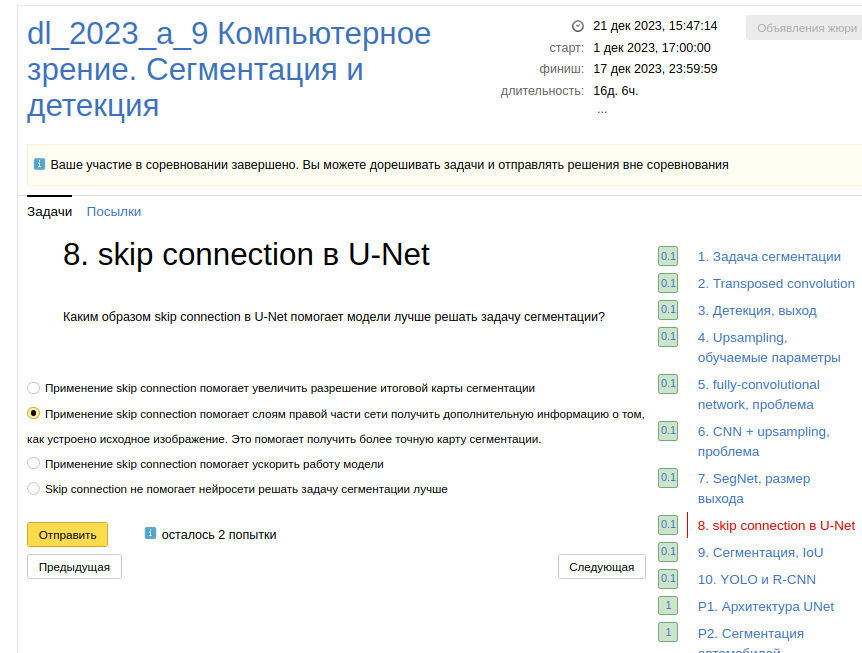 dl_2023_a_9 Компьютерное
зрение. Сегментация и
детекция
21 дек 2023, 15:47:14
старт: 1 дек 2023, 17:00:00
финиш: 17 дек 2023, 23:59:59
длительность: 16д. 6ч.
...
Объявления жюри
Ваше участие в соревновании завершено. Вы можете дорешивать задачи и отправлять решения вне соревнования
Задачи Посылки
8. skip connection в U-Net
Каким образом skip connection в U-Net помогает модели лучше решать задачу сегментации?
Применение skip connection помогает увеличить разрешение итоговой карты сегментации
Применение skip connection помогает слоям правой части сети получить дополнительную информацию о том,
как устроено исходное изображение. Это помогает получить более точную карту сегментации.
Применение skip connection помогает ускорить работу модели
Skip connection не помогает нейросети решать задачу сегментации лучше
Отправить осталось 2 попытки
Предыдущая Следующая
0.1 1. Задача сегментации
0.1 2. Transposed convolution
0.1 3. Детекция, выход
0.1 4. Upsampling,
обучаемые параметры
0.1 5. fully-convolutional
network, проблема
0.1 6. CNN + upsampling,
проблема
0.1 7. SegNet, размер
выхода
0.1 8. skip connection в U-Net
0.1 9. Сегментация, IoU
0.1 10. YOLO и R-CNN
1 P1. Архитектура UNet
1 P2. Сегментация
автомобилей